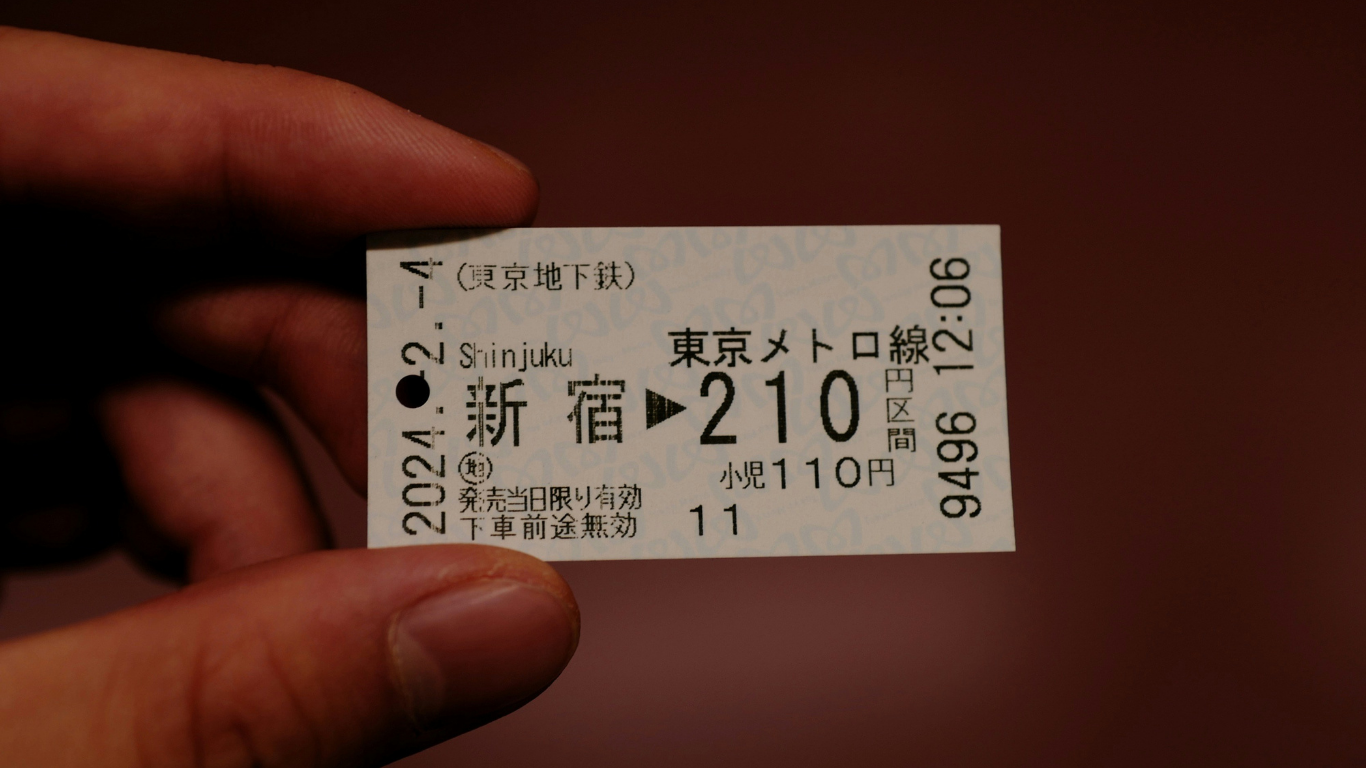 2024.-2.-4
(東京地下鉄)
Shinjuku
新 宿▶210
東京メトロ線
円区間
㊞
小児110円
発売当日限り有効
下車前途無効
11
9496 12:06